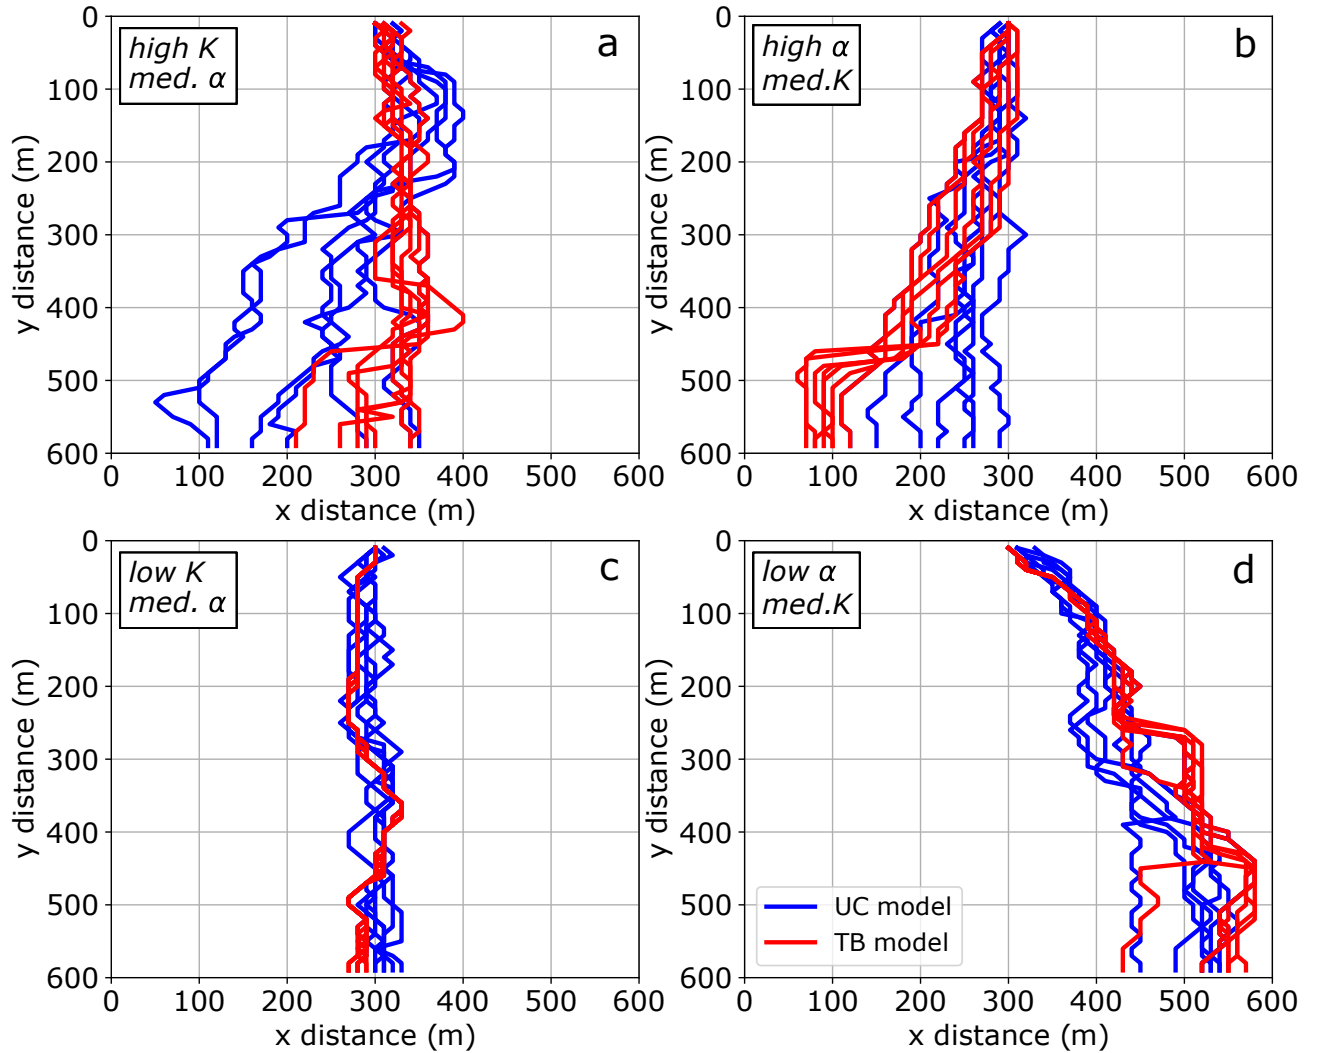 0
100
200
300
400
500
600
y distance (m)
high K
med. α
a
0 100 200 300 400 500 600
x distance (m)
0
100
200
300
400
500
600
y distance (m)
high α
med.K
b
0 100 200 300 400 500 600
x distance (m)
0
100
200
300
400
500
600
y distance (m)
low K
med. α
c
0 100 200 300 400 500 600
x distance (m)
0
100
200
300
400
500
600
y distance (m)
low α
med.K
d
UC model
TB model
0 100 200 300 400 500 600
x distance (m)